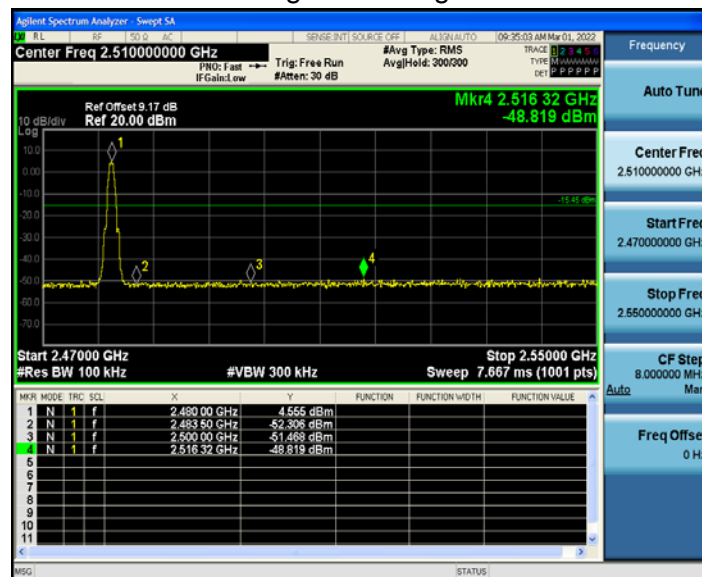 Agilent Spectrum Analyzer - Swept SA
RL RF 50 Ω AC SENSE:INT SOURCE OFF ALIGN AUTO 09:35:03 AM Mar 01, 2022
Center Freq 2.510000000 GHz
PNO: Fast
IFGain:Low
Trig: Free Run
#Atten: 30 dB
#Avg Type: RMS
Avg|Hold: 300/300
TRACE 1 2 3 4 5 6
TYPE M
DET P P P P P P
Frequency
Auto Tune
Center Freq
2.510000000 GHz
Start Freq
2.470000000 GHz
Stop Freq
2.550000000 GHz
CF Step
8.000000 MHz
Auto Man
Freq Offset
0 Hz
Ref Offset 9.17 dB
10 dB/div Ref 20.00 dBm
Log
Mkr4 2.516 32 GHz
-48.819 dBm
10.0
0.00
-10.0
-20.0
-30.0
-40.0
-50.0
-60.0
-70.0
-15.45 dBm
1
2
3
4
Start 2.47000 GHz Stop 2.55000 GHz
#Res BW 100 kHz #VBW 300 kHz Sweep 7.667 ms (1001 pts)
MKR MODE TRC SCL X Y FUNCTION FUNCTION WIDTH FUNCTION VALUE
1 N 1 f 2.480 00 GHz 4.555 dBm
2 N 1 f 2.483 50 GHz -52.306 dBm
3 N 1 f 2.500 00 GHz -51.468 dBm
4 N 1 f 2.516 32 GHz -48.819 dBm
5
6
7
8
9
10
11
MSG STATUS